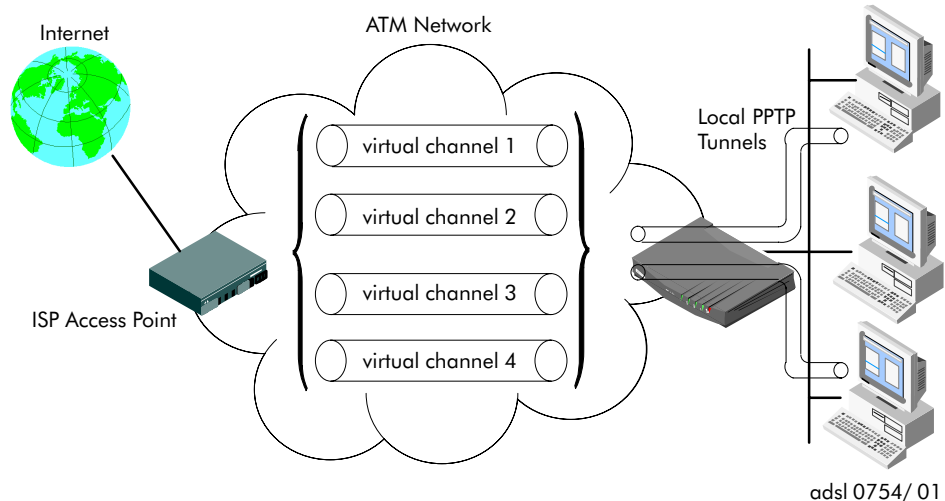 Internet
ATM Network
Local PPTP
Tunnels
virtual channel 1
virtual channel 2
virtual channel 3
virtual channel 4
ISP Access Point
adsl 0754/ 01